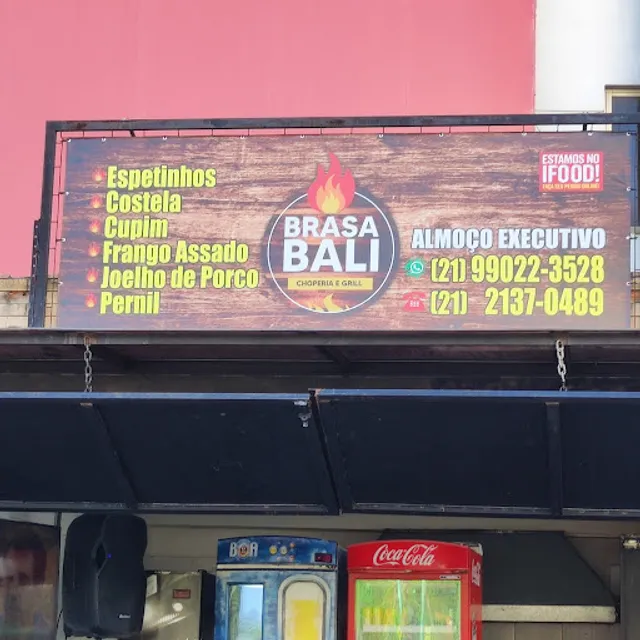 Espetinhos
Costela
Cupim
Frango Assado
Joelho de Porco
Pernil
BRASA
BALI
CHOPERIA E GRILL
ESTAMOS NO
IFOOD!
ALMOÇO EXECUTIVO
(21) 99022-3528
(21) 2137-0489
BOA
Coca-Cola